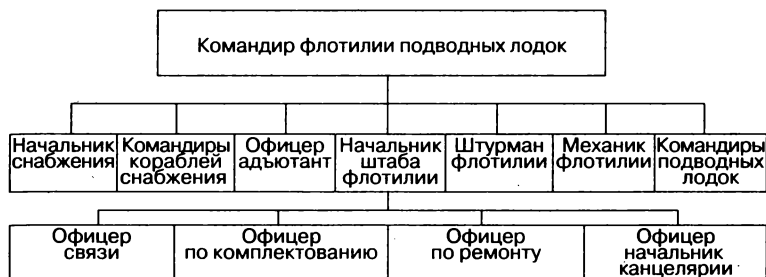 Командир флотилии подводных лодок
Начальник
снабжения
Командиры
кораблей
снабжения
Офицер
адъютант
Начальник
штаба
флотилии
Штурман
флотилии
Механик
флотилии
Командиры
подводных
лодок
Офицер
связи
Офицер
по комплектованию
Офицер
по ремонту
Офицер
начальник
канцелярии